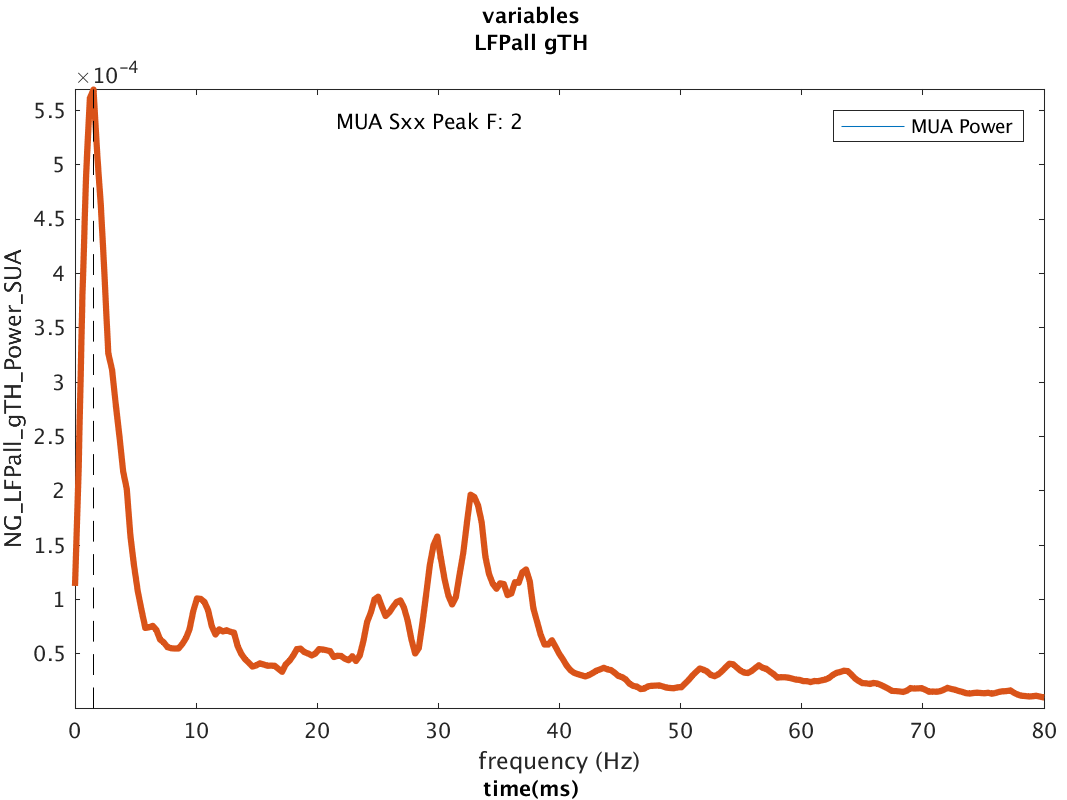 variables
LFPall gTH
×10⁻⁴
MUA Sxx Peak F: 2
MUA Power
5.5
5
4.5
4
3.5
3
2.5
2
1.5
1
0.5
NG_LFPall_gTH_Power_SUA
0 10 20 30 40 50 60 70 80
frequency (Hz)
time(ms)